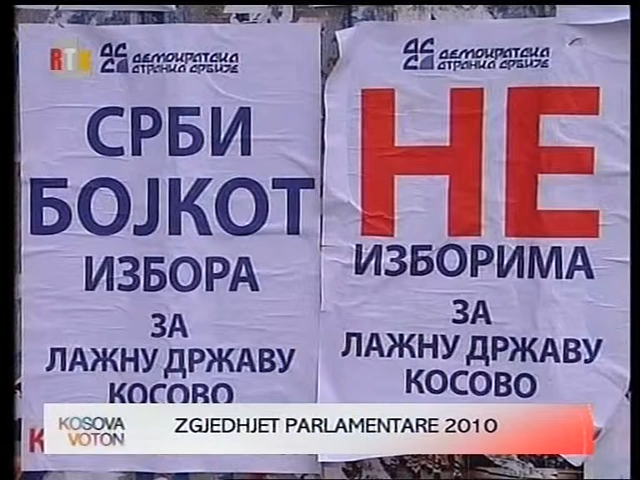 RTK
ДЕМОКРАТСКА
СТРАНКА СРБИЈЕ
СРБИ
БОЈКОТ
ИЗБОРА
ЗА
ЛАЖНУ ДРЖАВУ
КОСОВО
ДЕМОКРАТСКА
СТРАНКА СРБИЈЕ
НЕ
ИЗБОРИМА
ЗА
ЛАЖНУ ДРЖАВУ
КОСОВО
KOSOVA
VOTON
ZGJEDHJET PARLAMENTARE 2010